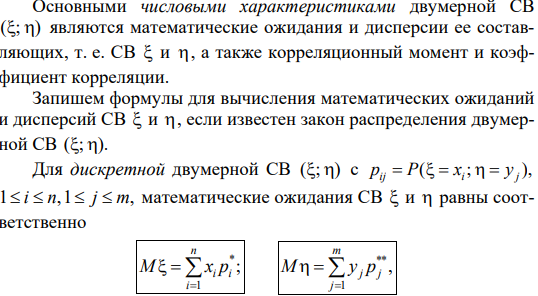 Основными числовыми характеристиками двумерной СВ
(ξ; η) являются математические ожидания и дисперсии ее состав-
ляющих, т. е. СВ ξ и η, а также корреляционный момент и коэф-
фициент корреляции.
Запишем формулы для вычисления математических ожиданий
и дисперсий СВ ξ и η, если известен закон распределения двумер-
ной СВ (ξ; η).
Для дискретной двумерной СВ (ξ; η) с p_{ij} = P(ξ = x_i; η = y_j),
1 ≤ i ≤ n, 1 ≤ j ≤ m, математические ожидания СВ ξ и η равны соот-
ветственно
Mξ = \sum_{i=1}^{n} x_i p_i^{*}; Mη = \sum_{j=1}^{m} y_j p_j^{**},